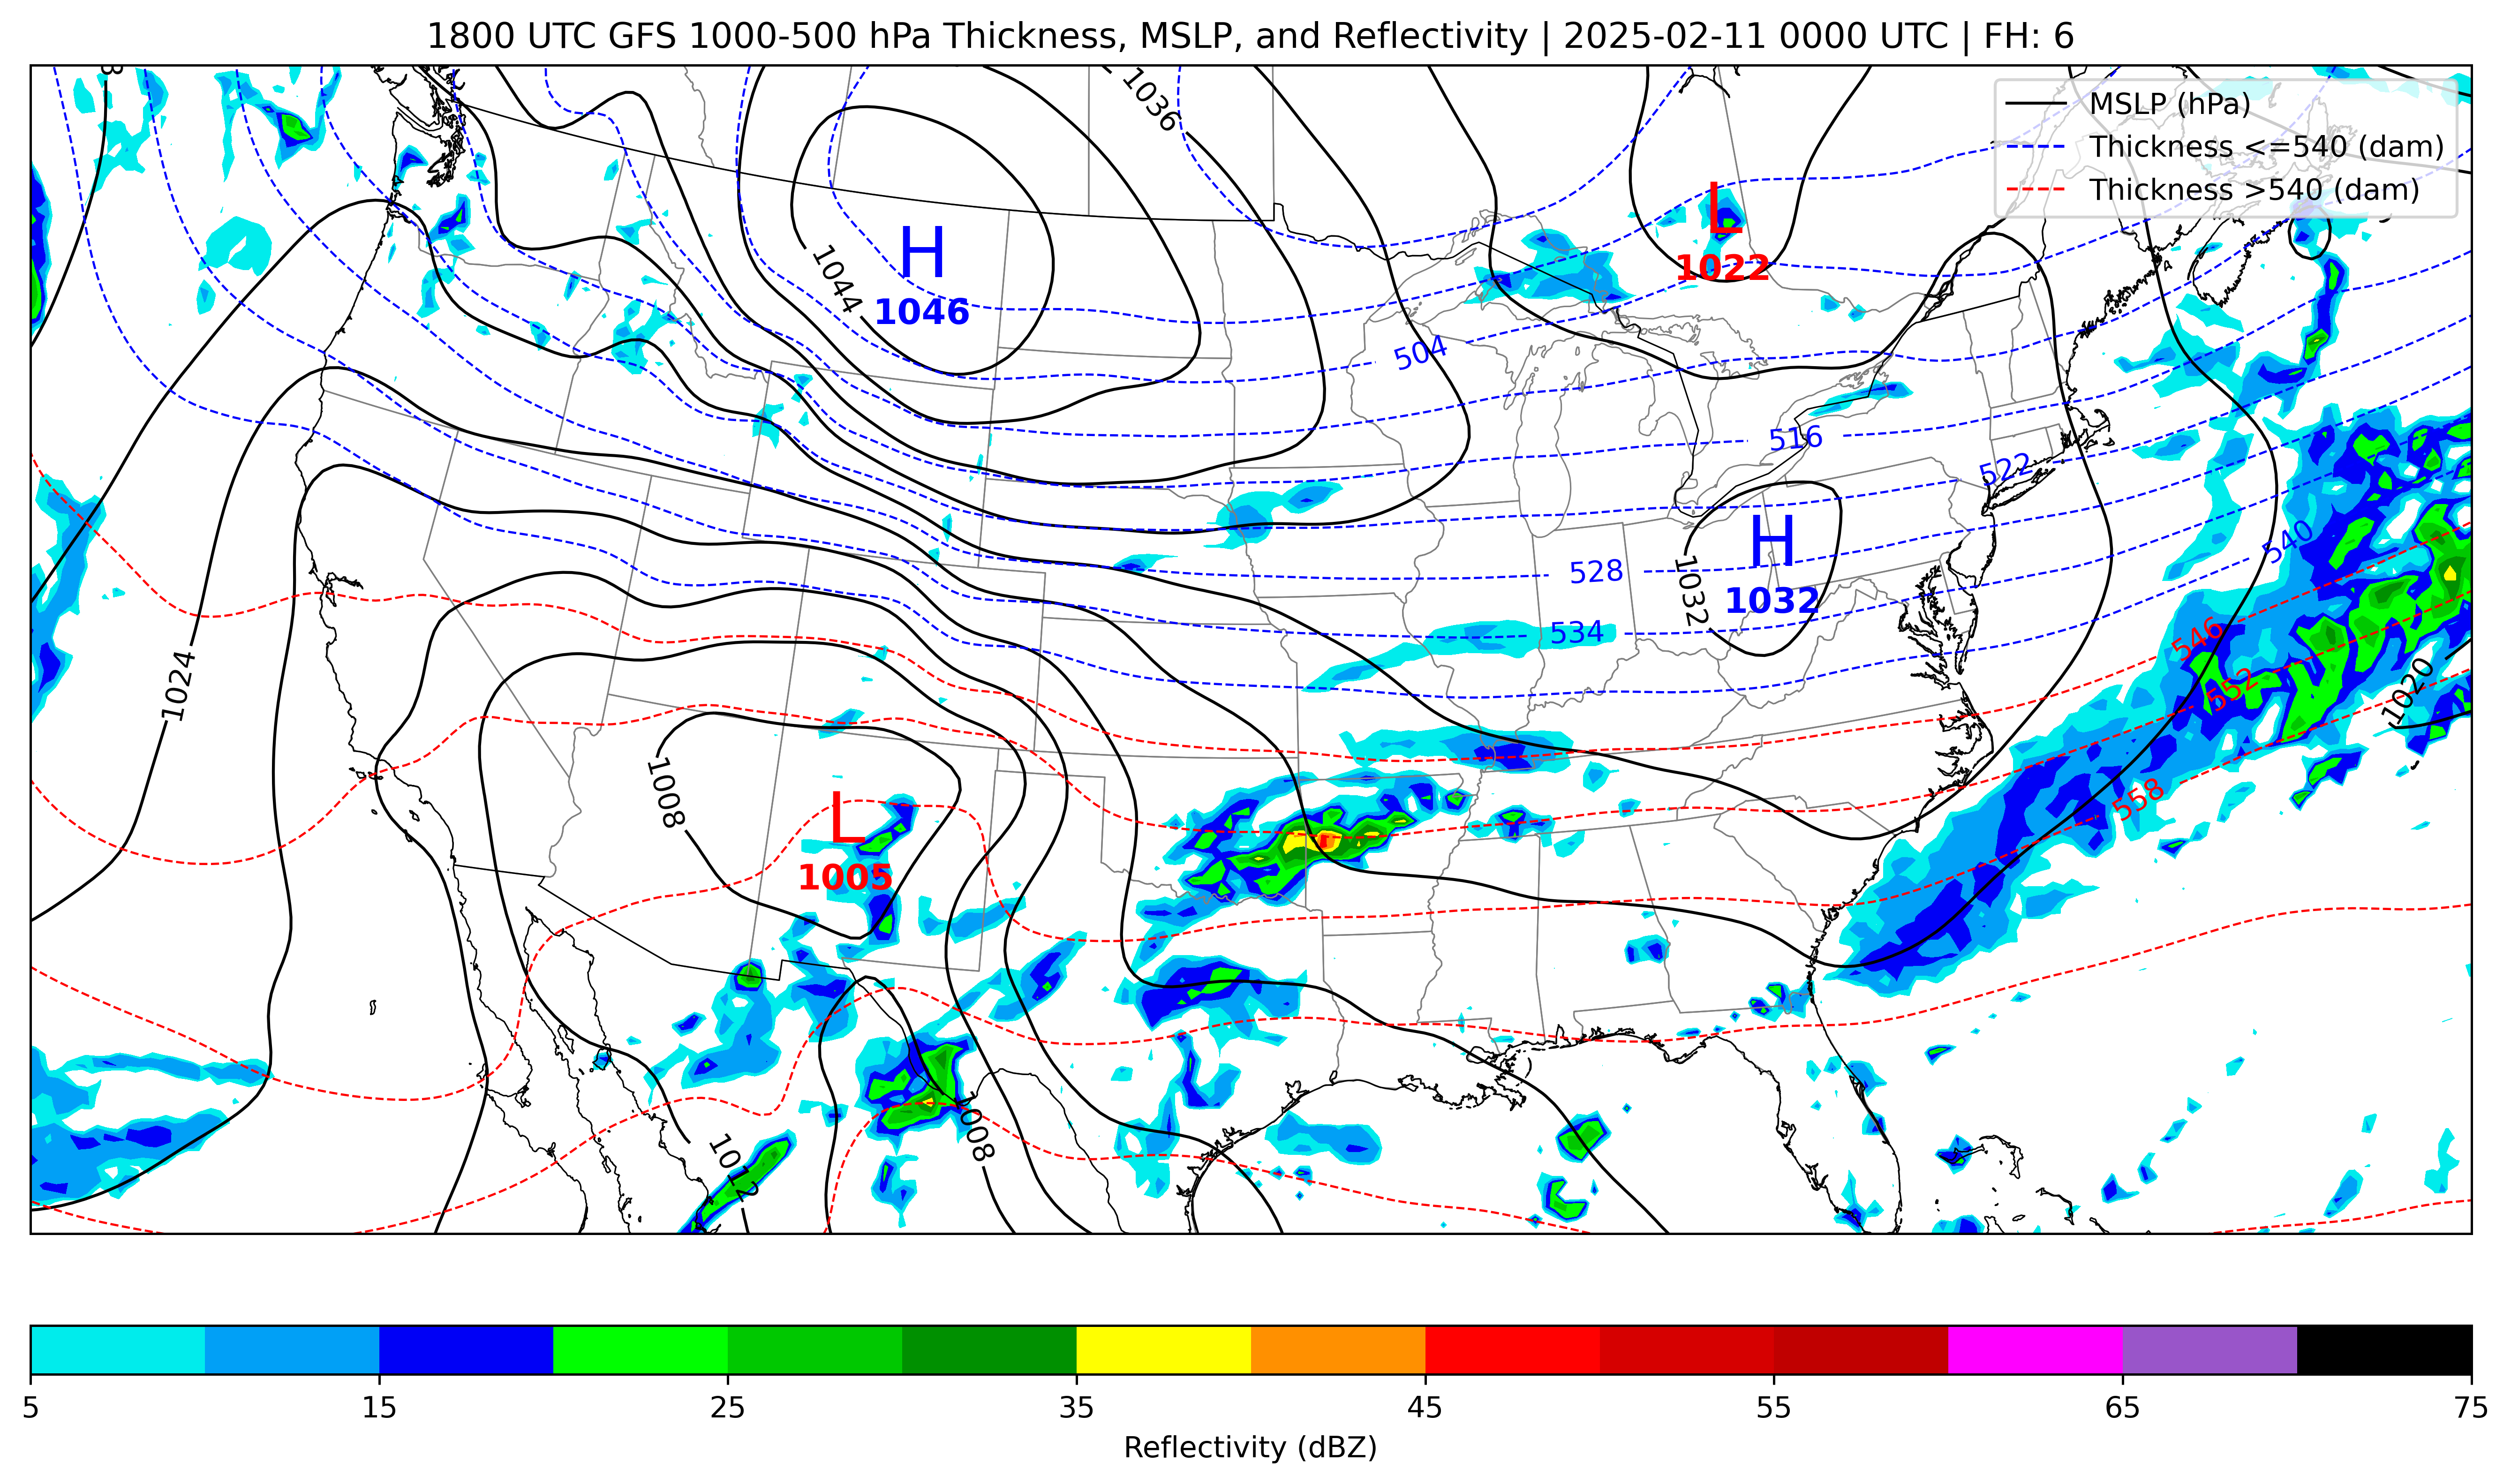 1800 UTC GFS 1000-500 hPa Thickness, MSLP, and Reflectivity | 2025-02-11 0000 UTC | FH: 6
MSLP (hPa)
Thickness <=540 (dam)
Thickness >540 (dam)
1036
L
1022
H
1046
1044
504
516
522
H
1032
1032
528
534
540
546
552
558
1020
1024
1008
L
1005
1008
1012
5 15 25 35 45 55 65 75
Reflectivity (dBZ)